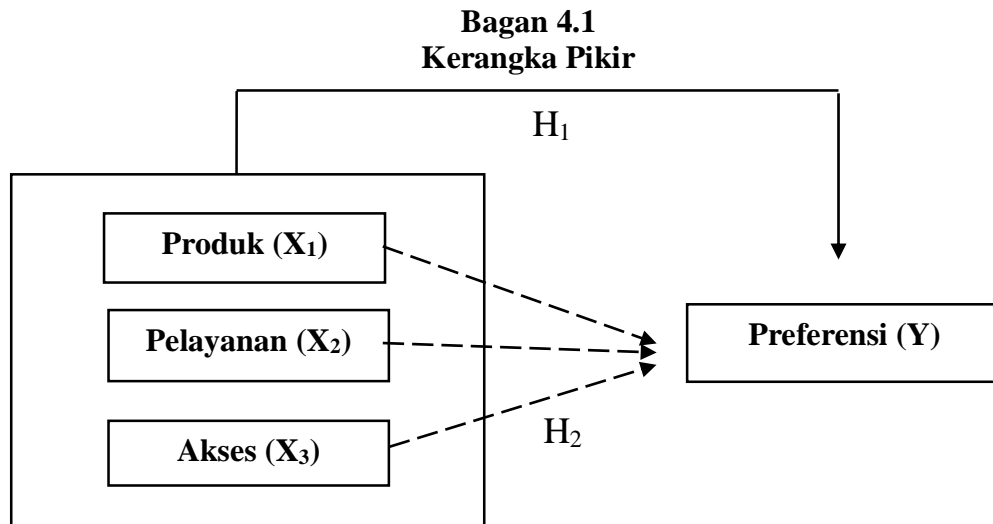 Bagan 4.1
Kerangka Pikir
H₁
Produk (X₁)
Pelayanan (X₂)
Preferensi (Y)
Akses (X₃)
H₂